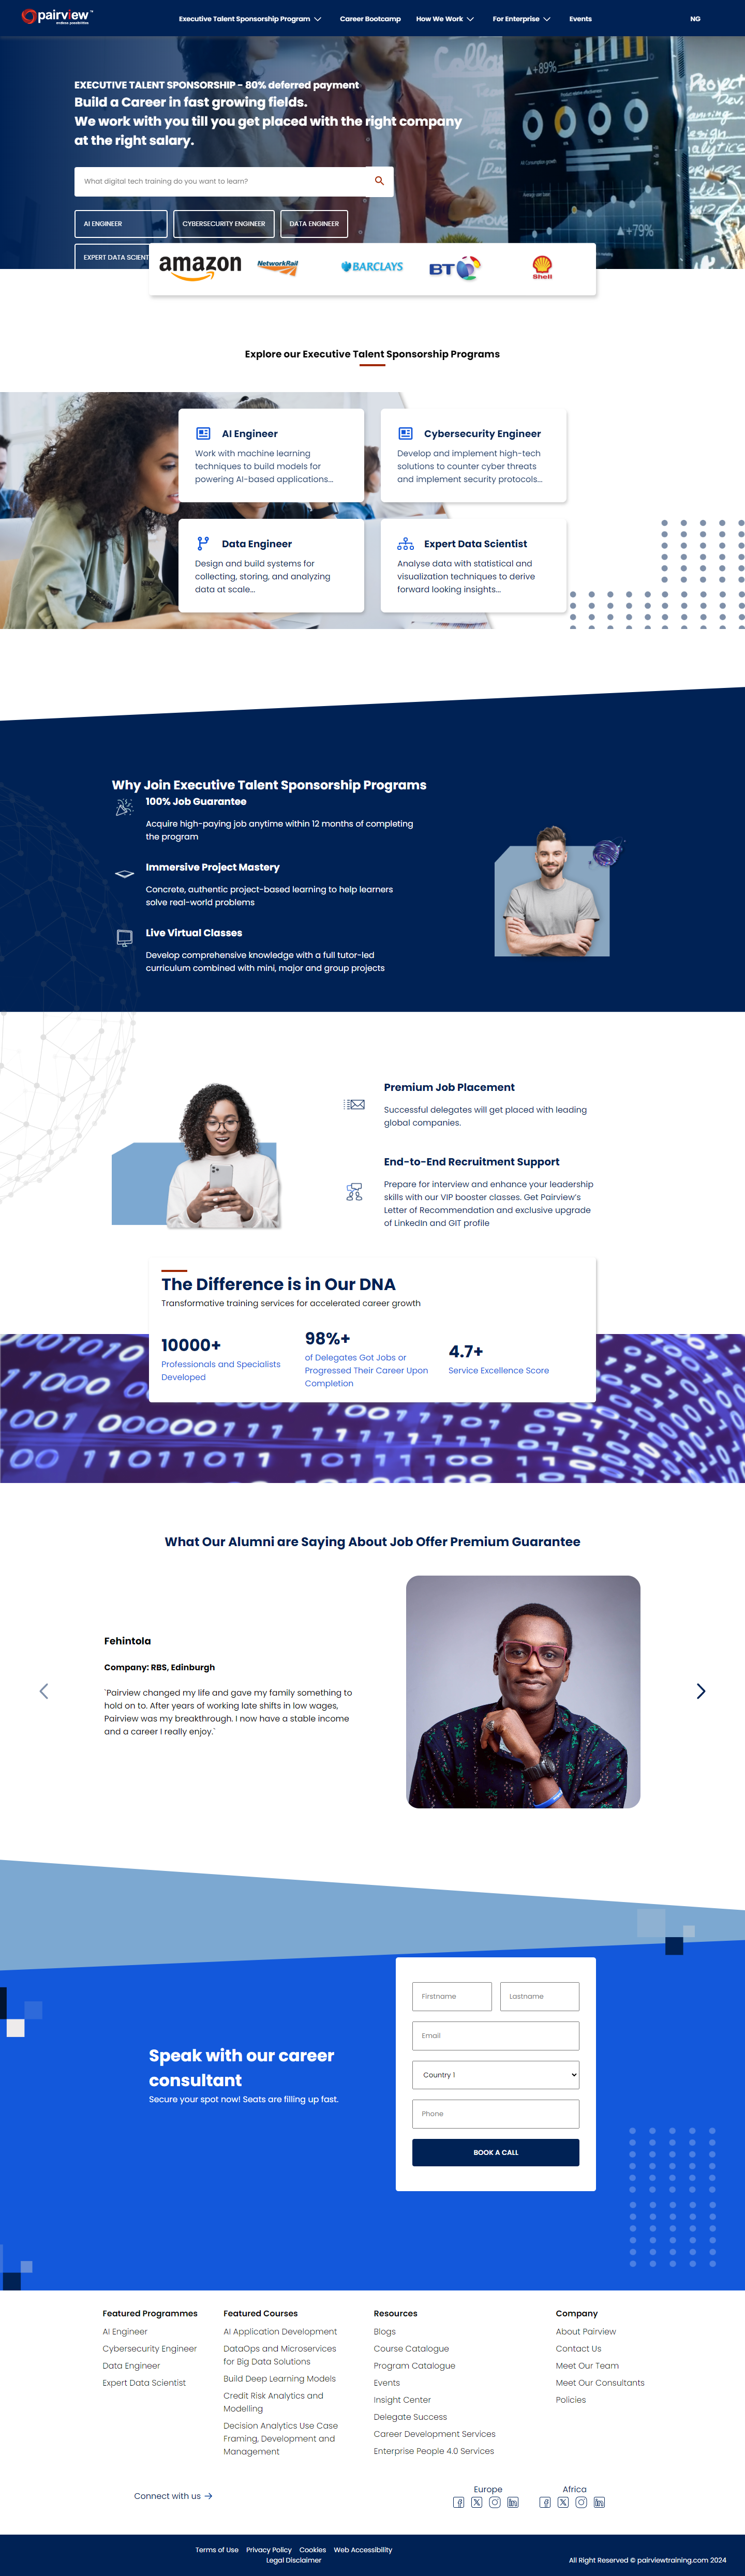 pairview™
endless possibilities
Executive Talent Sponsorship Program
Career Bootcamp
How We Work
For Enterprise
Events
NG
EXECUTIVE TALENT SPONSORSHIP - 80% deferred payment
Build a Career in fast growing fields.
We work with you till you get placed with the right company
at the right salary.
What digital tech training do you want to learn?
AI ENGINEER
CYBERSECURITY ENGINEER
DATA ENGINEER
EXPERT DATA SCIENT
+89%
+79%
Project
Design
amazon
NetworkRail
BARCLAYS
BT
Shell
Explore our Executive Talent Sponsorship Programs
AI Engineer
Work with machine learning
techniques to build models for
powering AI-based applications...
Cybersecurity Engineer
Develop and implement high-tech
solutions to counter cyber threats
and implement security protocols...
Data Engineer
Design and build systems for
collecting, storing, and analyzing
data at scale...
Expert Data Scientist
Analyse data with statistical and
visualization techniques to derive
forward looking insights...
Why Join Executive Talent Sponsorship Programs
100% Job Guarantee
Acquire high-paying job anytime within 12 months of completing
the program
Immersive Project Mastery
Concrete, authentic project-based learning to help learners
solve real-world problems
Live Virtual Classes
Develop comprehensive knowledge with a full tutor-led
curriculum combined with mini, major and group projects
Premium Job Placement
Successful delegates will get placed with leading
global companies.
End-to-End Recruitment Support
Prepare for interview and enhance your leadership
skills with our VIP booster classes. Get Pairview's
Letter of Recommendation and exclusive upgrade
of LinkedIn and GIT profile
The Difference is in Our DNA
Transformative training services for accelerated career growth
10000+
Professionals and Specialists
Developed
98%+
of Delegates Got Jobs or
Progressed Their Career Upon
Completion
4.7+
Service Excellence Score
What Our Alumni are Saying About Job Offer Premium Guarantee
Fehintola
Company: RBS, Edinburgh
`Pairview changed my life and gave my family something to
hold on to. After years of working late shifts in low wages,
Pairview was my breakthrough. I now have a stable income
and a career I really enjoy.`
Speak with our career
consultant
Secure your spot now! Seats are filling up fast.
Firstname
Lastname
Email
Country 1
Phone
BOOK A CALL
Featured Programmes
AI Engineer
Cybersecurity Engineer
Data Engineer
Expert Data Scientist
Featured Courses
AI Application Development
DataOps and Microservices
for Big Data Solutions
Build Deep Learning Models
Credit Risk Analytics and
Modelling
Decision Analytics Use Case
Framing, Development and
Management
Resources
Blogs
Course Catalogue
Program Catalogue
Events
Insight Center
Delegate Success
Career Development Services
Enterprise People 4.0 Services
Company
About Pairview
Contact Us
Meet Our Team
Meet Our Consultants
Policies
Connect with us
Europe
Africa
Terms of Use
Privacy Policy
Cookies
Web Accessibility
Legal Disclaimer
All Right Reserved © pairviewtraining.com 2024